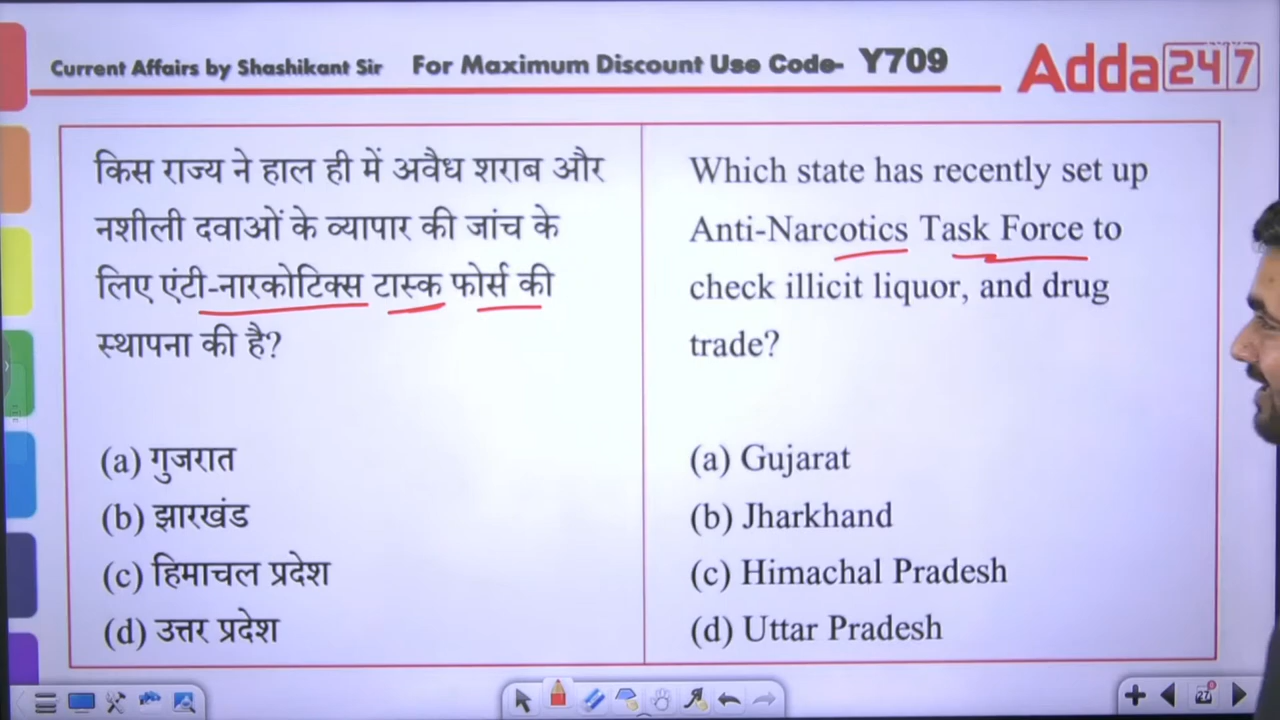 Current Affairs by Shashikant Sir For Maximum Discount Use Code- Y709
Adda247
किस राज्य ने हाल ही में अवैध शराब और
नशीली दवाओं के व्यापार की जांच के
लिए एंटी-नारकोटिक्स टास्क फोर्स की
स्थापना की है?
(a) गुजरात
(b) झारखंड
(c) हिमाचल प्रदेश
(d) उत्तर प्रदेश
Which state has recently set up
Anti-Narcotics Task Force to
check illicit liquor, and drug
trade?
(a) Gujarat
(b) Jharkhand
(c) Himachal Pradesh
(d) Uttar Pradesh
27